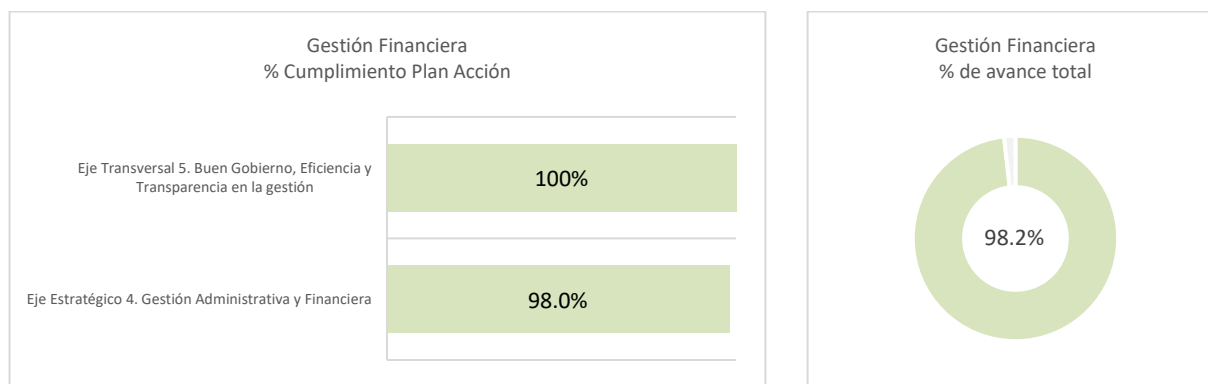 Gestión Financiera
% Cumplimiento Plan Acción
Eje Transversal 5. Buen Gobierno, Eficiencia y
Transparencia en la gestión
100%
Eje Estratégico 4. Gestión Administrativa y Financiera
98.0%
Gestión Financiera
% de avance total
98.2%